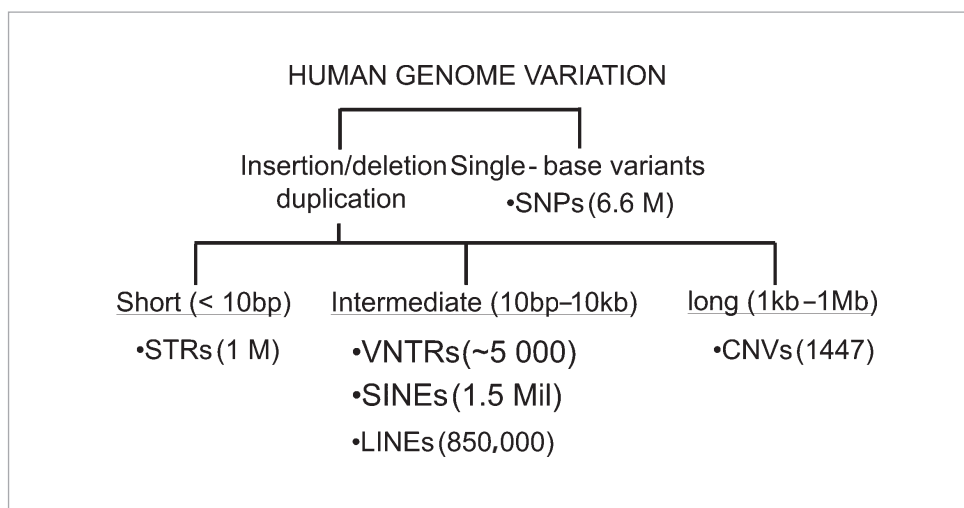 HUMAN GENOME VARIATION
Insertion/deletion
duplication
Single-base variants
•SNPs (6.6 M)
Short (< 10bp)
•STRs (1 M)
Intermediate (10bp–10kb)
•VNTRs (~5 000)
•SINEs (1.5 Mil)
•LINEs (850,000)
long (1kb–1Mb)
•CNVs (1447)